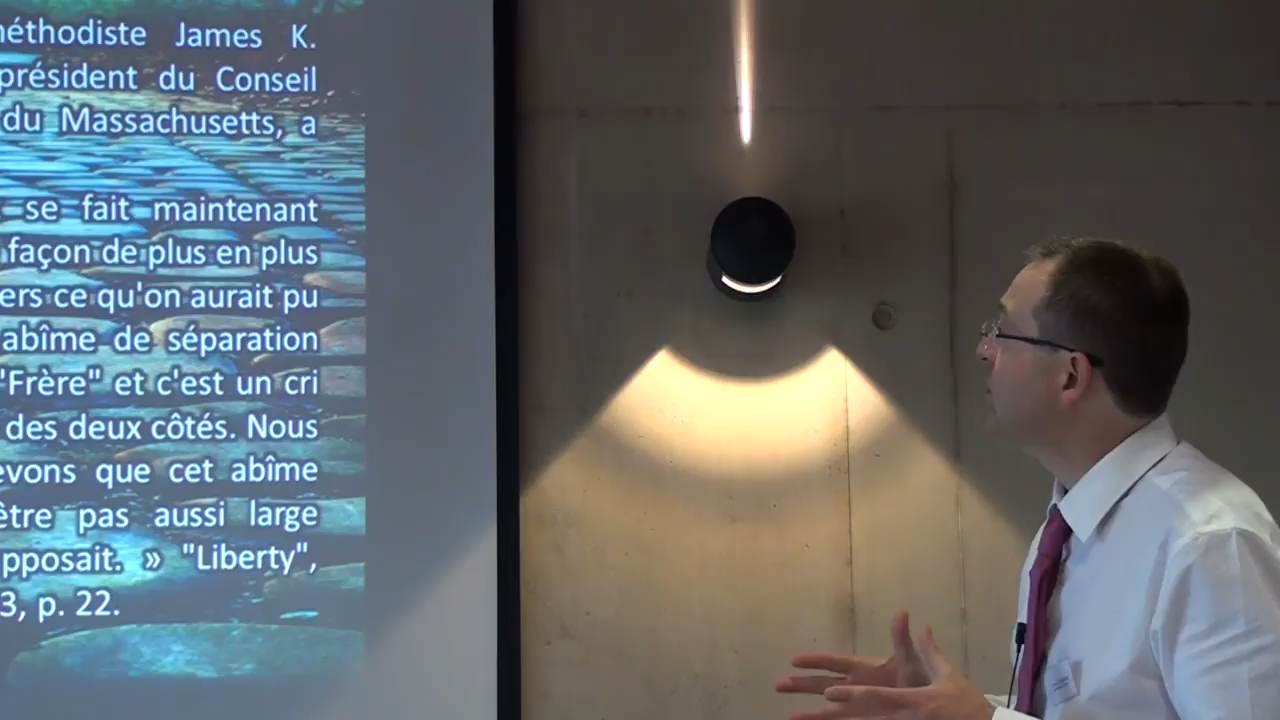 méthodiste James K.
président du Conseil
du Massachusetts, a
se fait maintenant
façon de plus en plus
ers ce qu'on aurait pu
abîme de séparation
"Frère" et c'est un cri
des deux côtés. Nous
evons que cet abîme
être pas aussi large
pposait. » "Liberty",
3, p. 22.